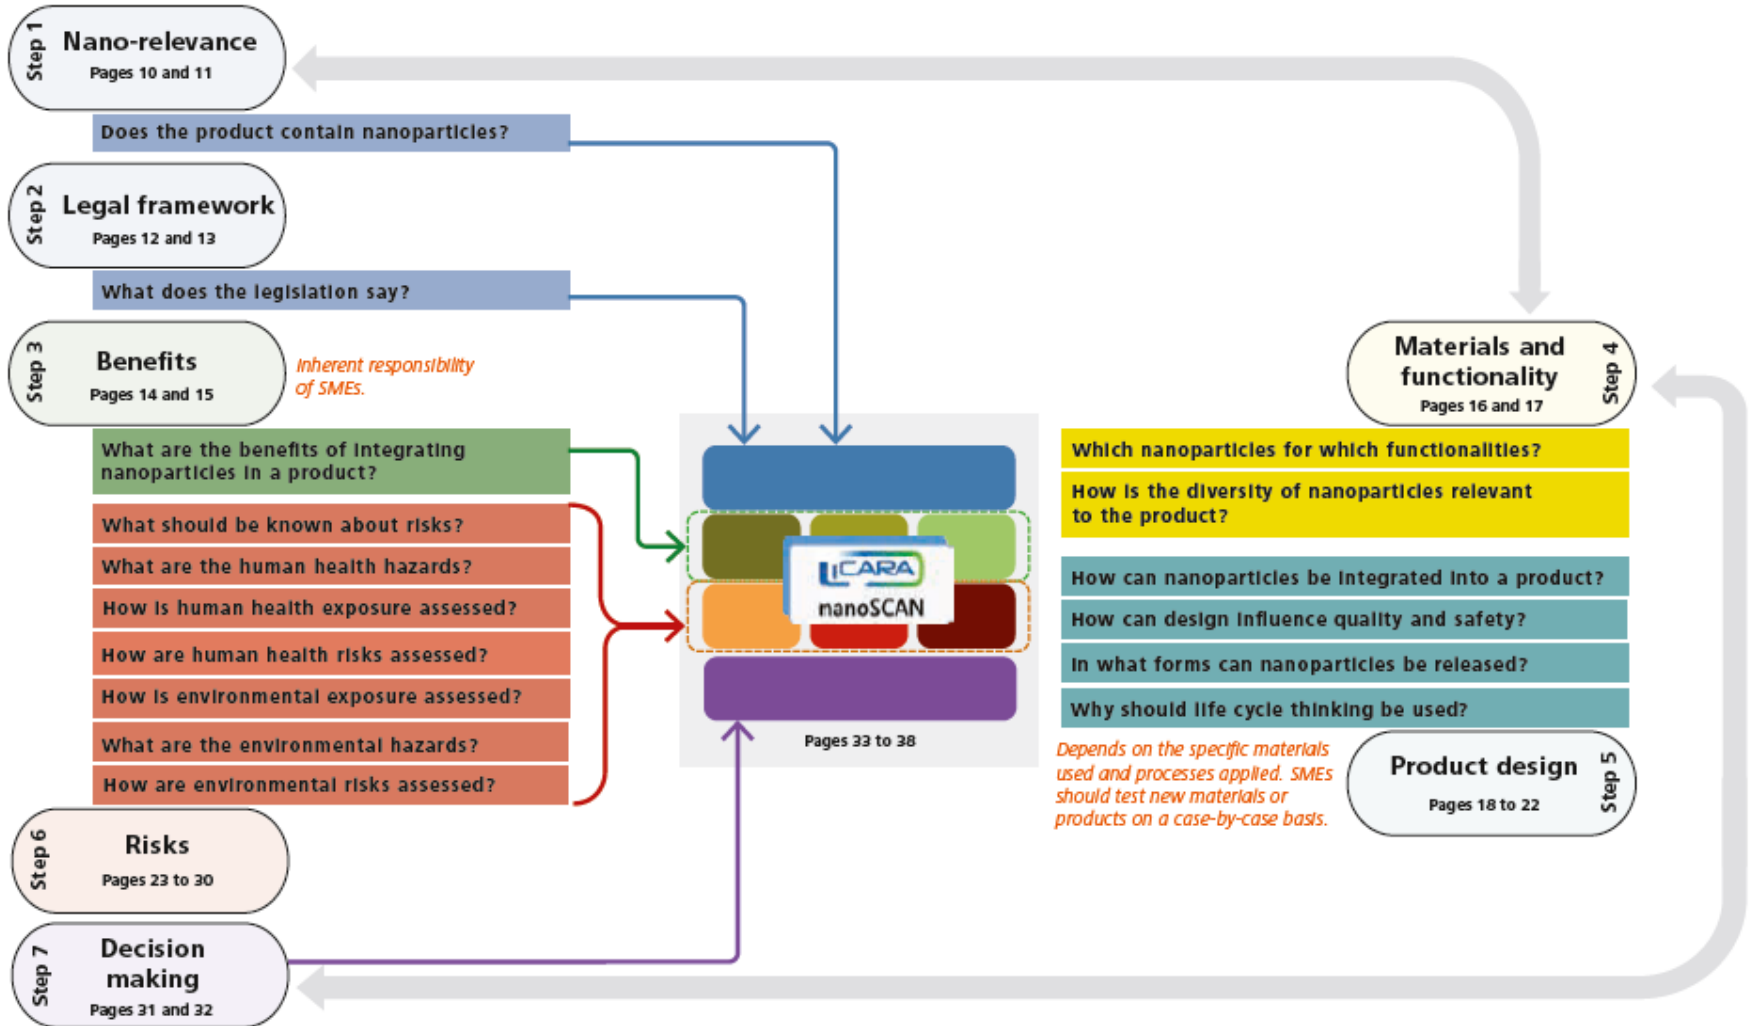 Step 1
Nano-relevance
Pages 10 and 11
Does the product contain nanoparticles?
Step 2
Legal framework
Pages 12 and 13
What does the legislation say?
Step 3
Benefits
Pages 14 and 15
Inherent responsibility
of SMEs.
What are the benefits of integrating
nanoparticles in a product?
What should be known about risks?
What are the human health hazards?
How is human health exposure assessed?
How are human health risks assessed?
How is environmental exposure assessed?
What are the environmental hazards?
How are environmental risks assessed?
Step 6
Risks
Pages 23 to 30
Step 7
Decision
making
Pages 31 and 32
LICARA
nanoSCAN
Pages 33 to 38
Materials and
functionality
Pages 16 and 17
Step 4
Which nanoparticles for which functionalities?
How is the diversity of nanoparticles relevant
to the product?
How can nanoparticles be integrated into a product?
How can design influence quality and safety?
In what forms can nanoparticles be released?
Why should life cycle thinking be used?
Depends on the specific materials
used and processes applied. SMEs
should test new materials or
products on a case-by-case basis.
Product design
Pages 18 to 22
Step 5